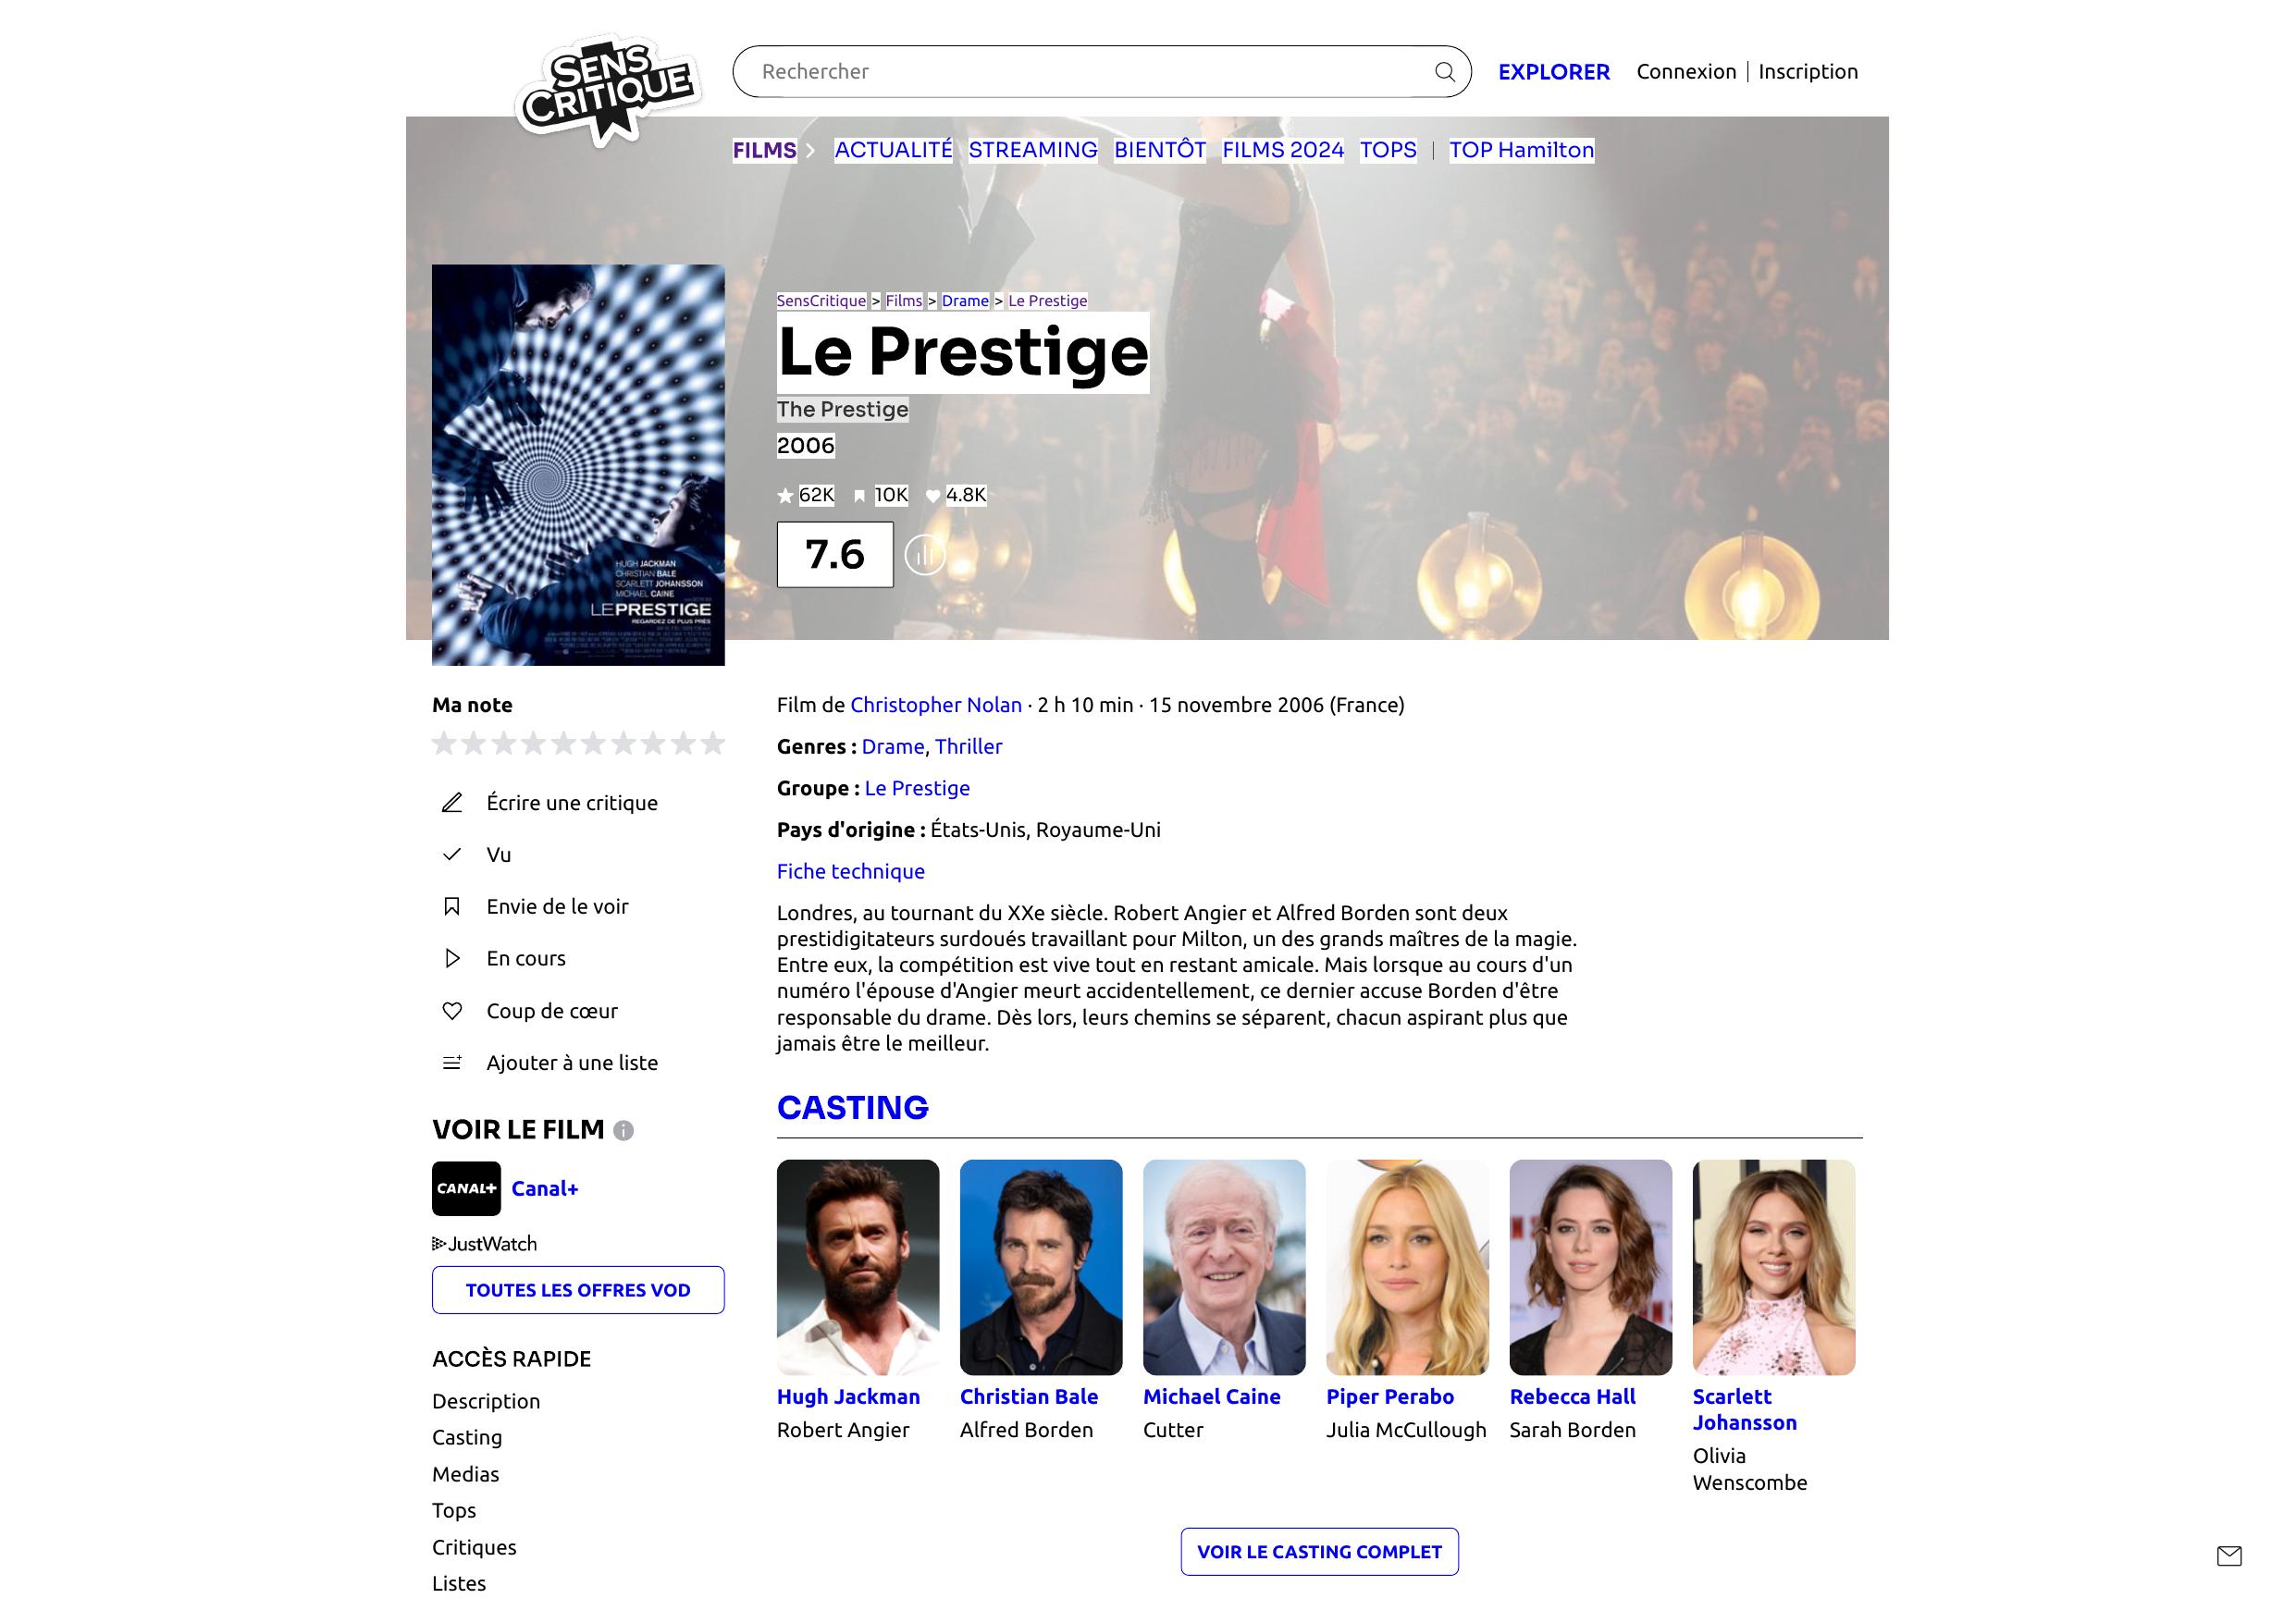 SENS
CRITIQUE
Rechercher
EXPLORER
Connexion | Inscription
FILMS
ACTUALITÉ
STREAMING
BIENTÔT
FILMS 2024
TOPS
|
TOP Hamilton
SensCritique > Films > Drame > Le Prestige
Le Prestige
The Prestige
2006
62K
10K
4.8K
7.6
HUGH JACKMAN
CHRISTIAN BALE
SCARLETT JOHANSSON
MICHAEL CAINE
LE PRESTIGE
REGARDEZ DE PLUS PRÈS
Ma note
Écrire une critique
Vu
Envie de le voir
En cours
Coup de cœur
Ajouter à une liste
VOIR LE FILM
CANAL+
Canal+
JustWatch
TOUTES LES OFFRES VOD
ACCÈS RAPIDE
Description
Casting
Medias
Tops
Critiques
Listes
Film de Christopher Nolan · 2 h 10 min · 15 novembre 2006 (France)
Genres : Drame, Thriller
Groupe : Le Prestige
Pays d'origine : États-Unis, Royaume-Uni
Fiche technique
Londres, au tournant du XXe siècle. Robert Angier et Alfred Borden sont deux
prestidigitateurs surdoués travaillant pour Milton, un des grands maîtres de la magie.
Entre eux, la compétition est vive tout en restant amicale. Mais lorsque au cours d'un
numéro l'épouse d'Angier meurt accidentellement, ce dernier accuse Borden d'être
responsable du drame. Dès lors, leurs chemins se séparent, chacun aspirant plus que
jamais être le meilleur.
CASTING
Hugh Jackman
Robert Angier
Christian Bale
Alfred Borden
Michael Caine
Cutter
Piper Perabo
Julia McCullough
Rebecca Hall
Sarah Borden
Scarlett
Johansson
Olivia
Wenscombe
VOIR LE CASTING COMPLET